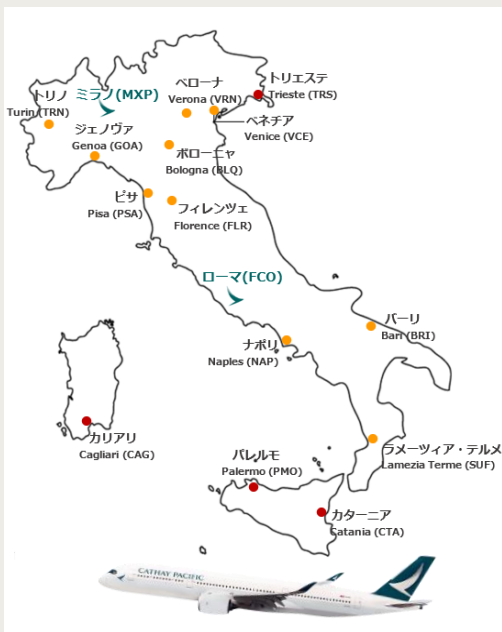 ベローナ
Verona (VRN)
トリエステ
Trieste (TRS)
トリノ
Turin (TRN)
ミラノ(MXP)
ジェノヴァ
Genoa (GOA)
ベネチア
Venice (VCE)
ボローニャ
Bologna (BLQ)
ピサ
Pisa (PSA)
フィレンツェ
Florence (FLR)
ローマ(FCO)
バーリ
Bari (BRI)
ナポリ
Naples (NAP)
カリアリ
Cagliari (CAG)
パレルモ
Palermo (PMO)
ラメーツィア・テルメ
Lamezia Terme (SUF)
カターニア
Catania (CTA)
CATHAY PACIFIC